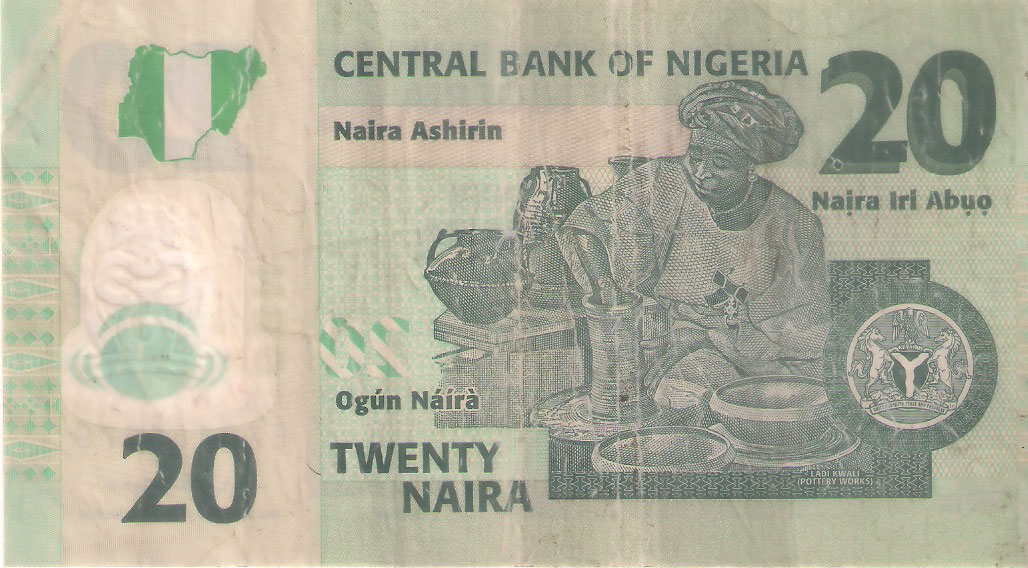 CENTRAL BANK OF NIGERIA
20
Naira Ashirin
Naịra Iri Abụọ
Ogún Náírà
TWENTY
NAIRA
20
LADI KWALI
(POTTERY WORKS)